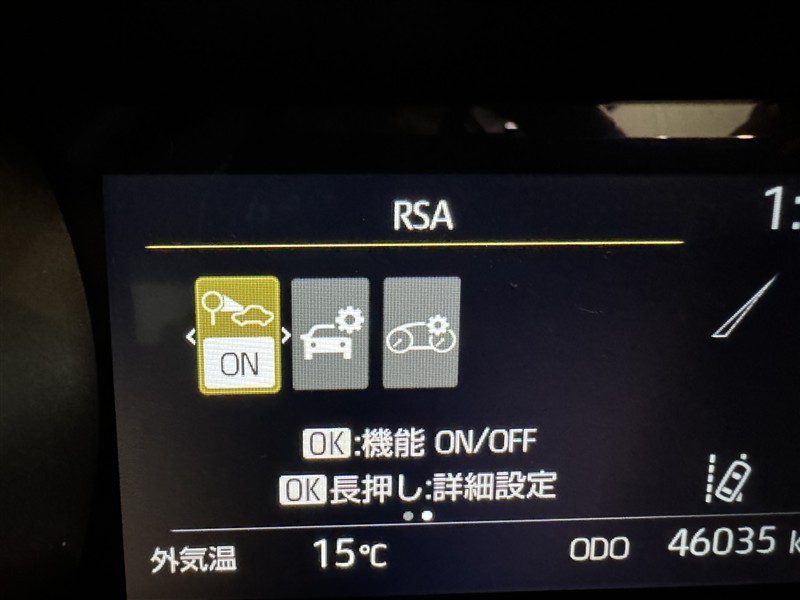 RSA
1:
ON
OK:機能 ON/OFF
OK長押し:詳細設定
外気温 15℃ ODO 46035 k